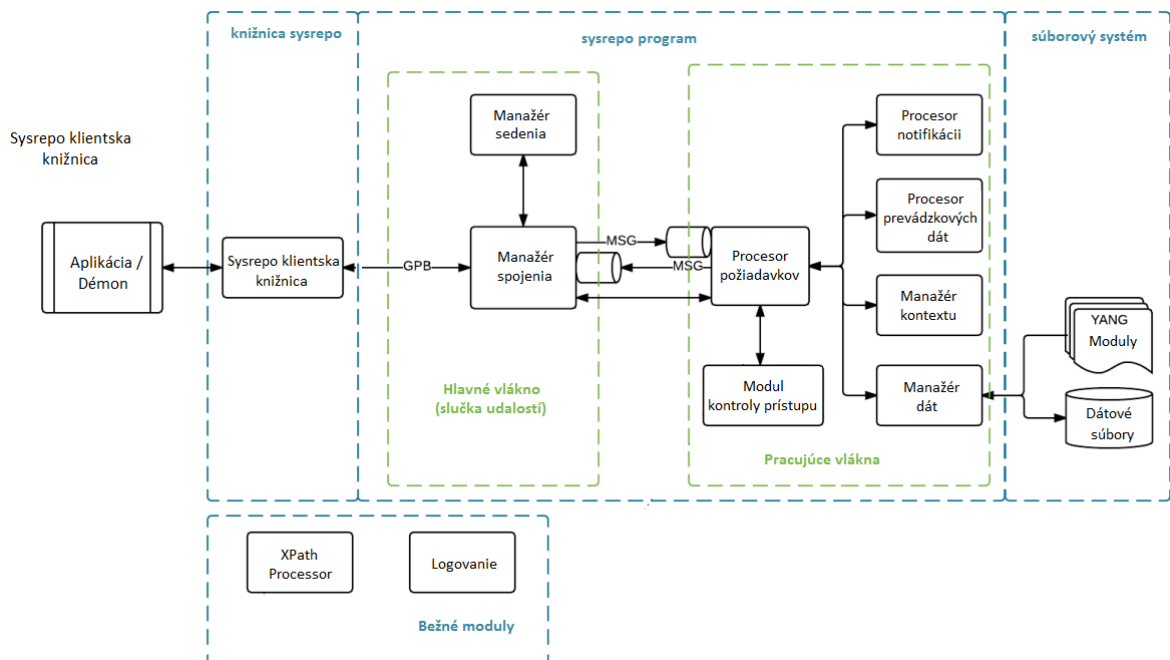 knižnica sysrepo
sysrepo program
súborový systém
Sysrepo klientska
knižnica
Aplikácia /
Démon
Sysrepo klientska
knižnica
GPB
Manažér
sedenia
Manažér
spojenia
MSG
MSG
Hlavné vlákno
(slučka udalostí)
Procesor
požiadavkov
Modul
kontroly prístupu
Procesor
notifikácii
Procesor
prevádzkových
dát
Manažér
kontextu
Manažér
dát
Pracujúce vlákna
YANG
Moduly
Dátové
súbory
XPath
Processor
Logovanie
Bežné moduly